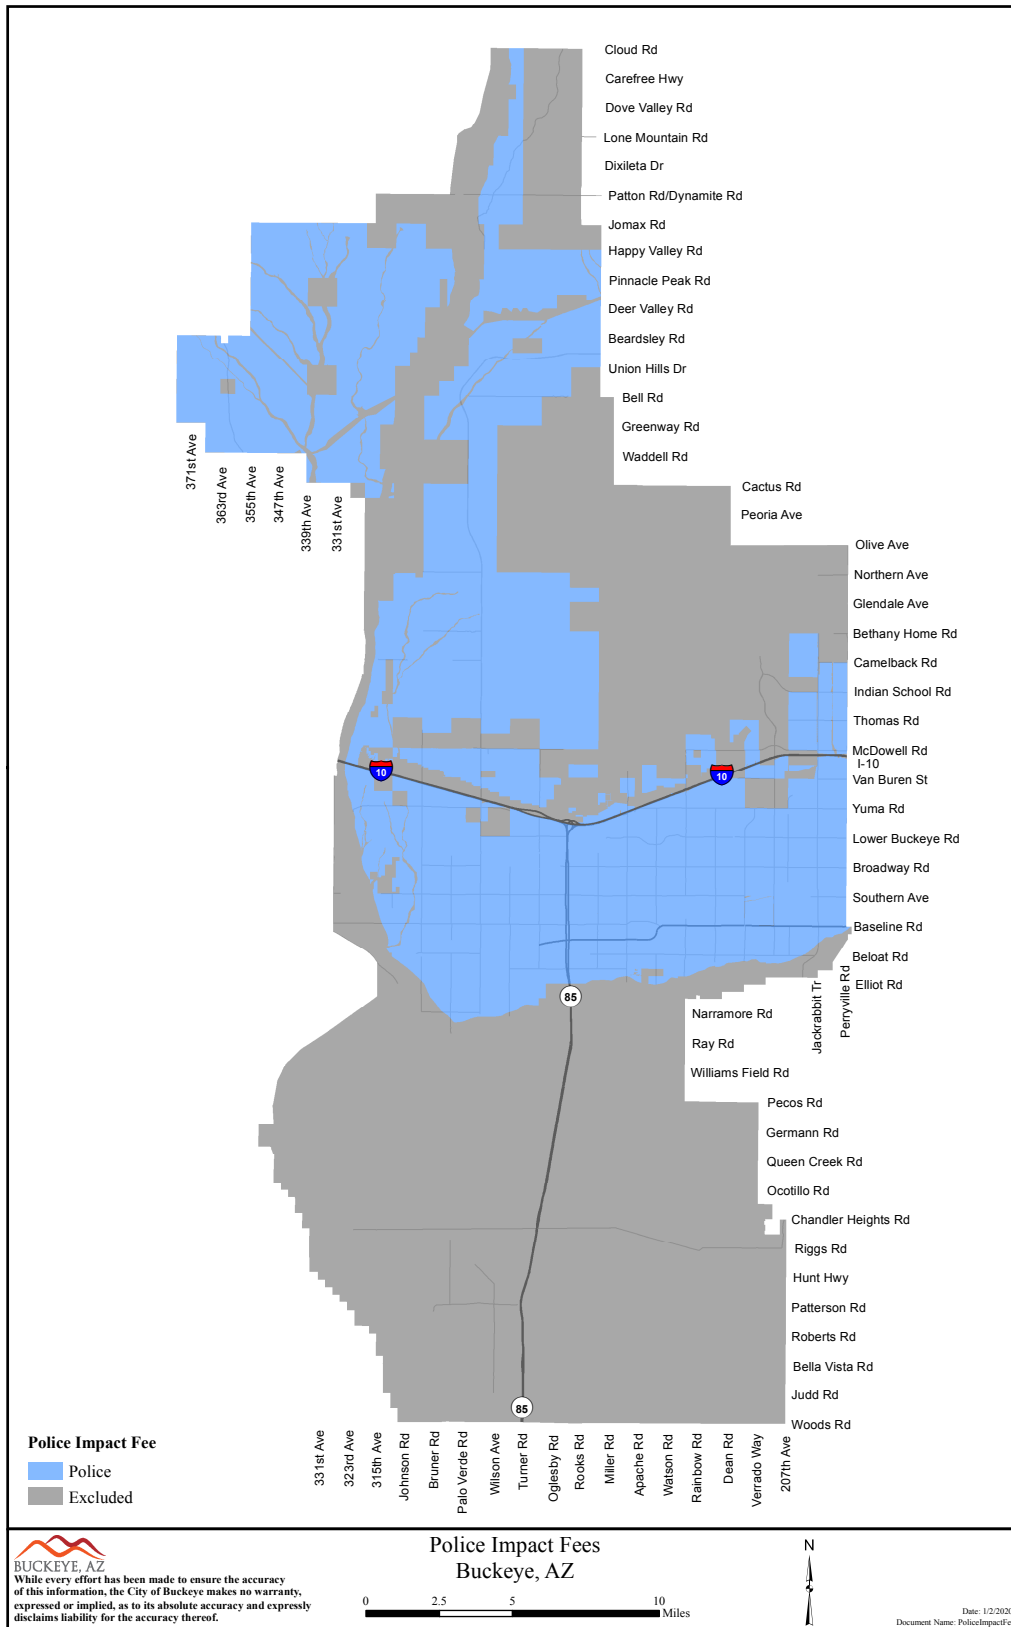 Cloud Rd
Carefree Hwy
Dove Valley Rd
Lone Mountain Rd
Dixileta Dr
Patton Rd/Dynamite Rd
Jomax Rd
Happy Valley Rd
Pinnacle Peak Rd
Deer Valley Rd
Beardsley Rd
Union Hills Dr
Bell Rd
Greenway Rd
Waddell Rd
371st Ave
363rd Ave
355th Ave
347th Ave
339th Ave
331st Ave
Cactus Rd
Peoria Ave
Olive Ave
Northern Ave
Glendale Ave
Bethany Home Rd
Camelback Rd
Indian School Rd
Thomas Rd
McDowell Rd
I-10
10
10
Van Buren St
Yuma Rd
Lower Buckeye Rd
Broadway Rd
Southern Ave
Baseline Rd
Beloat Rd
Elliot Rd
Jackrabbit Tr
Perryville Rd
85
Narramore Rd
Ray Rd
Williams Field Rd
Pecos Rd
Germann Rd
Queen Creek Rd
Ocotillo Rd
Chandler Heights Rd
Riggs Rd
Hunt Hwy
Patterson Rd
Roberts Rd
Bella Vista Rd
Judd Rd
Woods Rd
85
331st Ave
323rd Ave
315th Ave
Johnson Rd
Bruner Rd
Palo Verde Rd
Wilson Ave
Turner Rd
Oglesby Rd
Rooks Rd
Miller Rd
Apache Rd
Watson Rd
Rainbow Rd
Dean Rd
Verrado Way
207th Ave
Police Impact Fee
Police
Excluded
BUCKEYE, AZ
While every effort has been made to ensure the accuracy
of this information, the City of Buckeye makes no warranty,
expressed or implied, as to its absolute accuracy and expressly
disclaims liability for the accuracy thereof.
Police Impact Fees
Buckeye, AZ
0 2.5 5 10
Miles
N
Date: 1/2/2020
Document Name: PoliceImpactFe